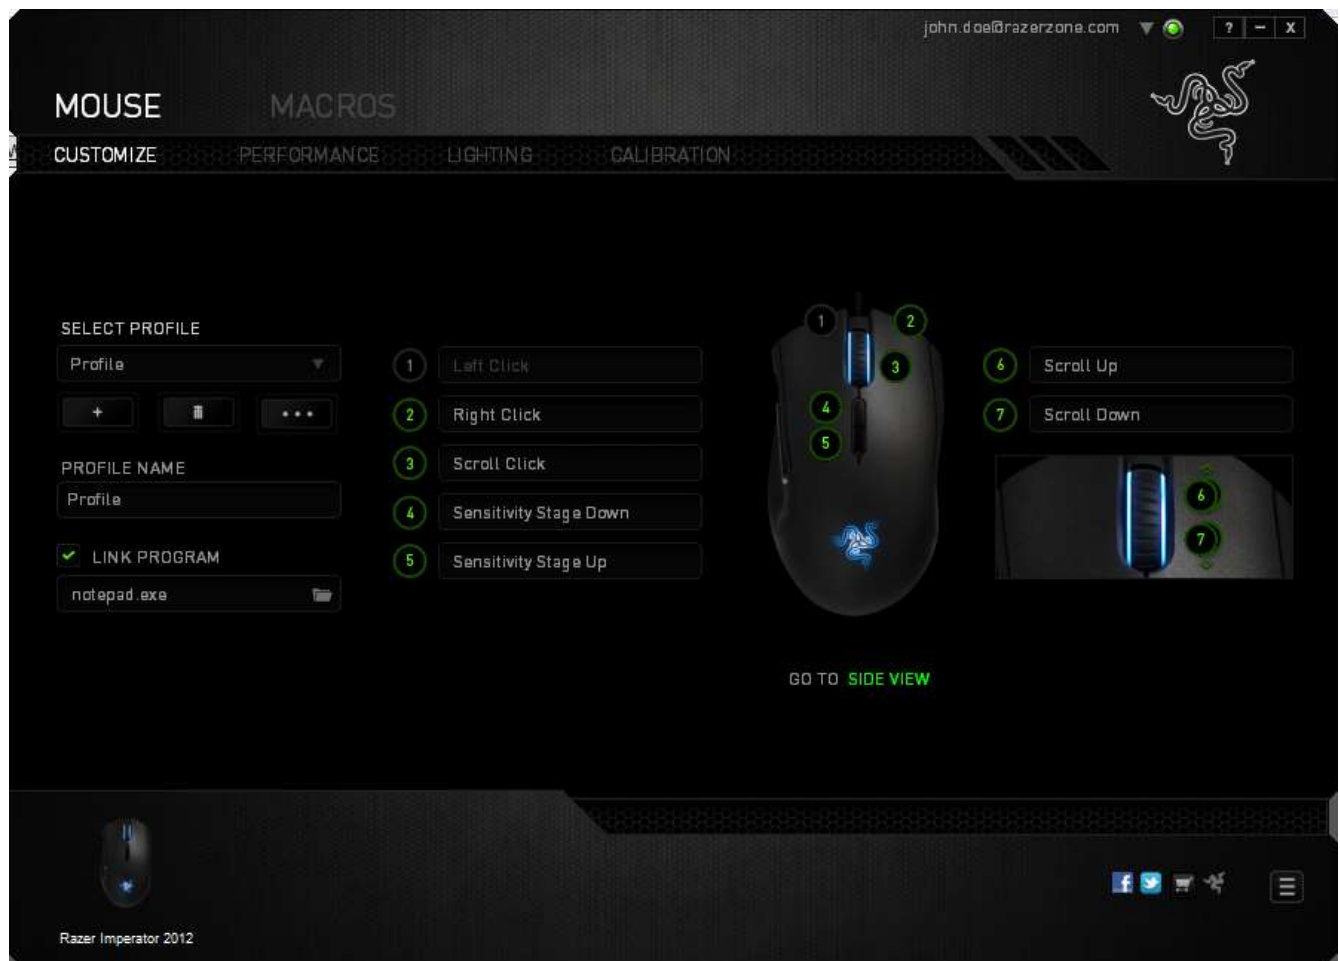 john.doe@razerzone.com
? – X
MOUSE MACROS
CUSTOMIZE PERFORMANCE LIGHTING CALIBRATION
SELECT PROFILE
Profile
+ •••
PROFILE NAME
Profile
LINK PROGRAM
notepad.exe
1 Left Click
2 Right Click
3 Scroll Click
4 Sensitivity Stage Down
5 Sensitivity Stage Up
1 2
3
4
5
6 Scroll Up
7 Scroll Down
6
7
GO TO SIDE VIEW
Razer Imperator 2012